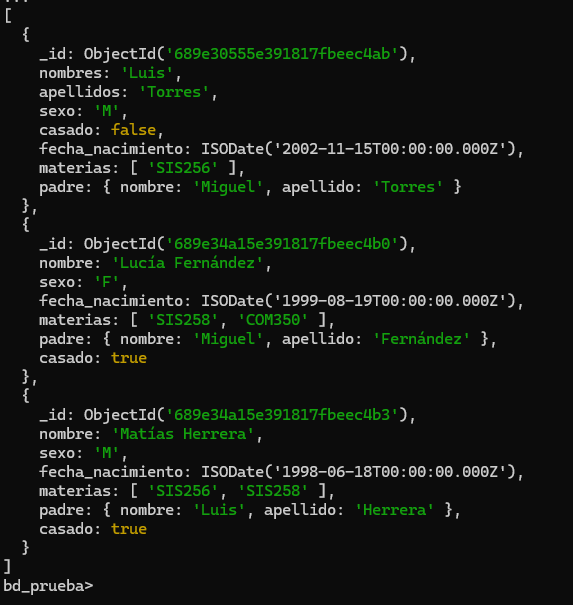 ...
[
  {
    _id: ObjectId('689e30555e391817fbeec4ab'),
    nombres: 'Luis',
    apellidos: 'Torres',
    sexo: 'M',
    casado: false,
    fecha_nacimiento: ISODate('2002-11-15T00:00:00.000Z'),
    materias: [ 'SIS256' ],
    padre: { nombre: 'Miguel', apellido: 'Torres' }
  },
  {
    _id: ObjectId('689e34a15e391817fbeec4b0'),
    nombre: 'Lucía Fernández',
    sexo: 'F',
    fecha_nacimiento: ISODate('1999-08-19T00:00:00.000Z'),
    materias: [ 'SIS258', 'COM350' ],
    padre: { nombre: 'Miguel', apellido: 'Fernández' },
    casado: true
  },
  {
    _id: ObjectId('689e34a15e391817fbeec4b3'),
    nombre: 'Matías Herrera',
    sexo: 'M',
    fecha_nacimiento: ISODate('1998-06-18T00:00:00.000Z'),
    materias: [ 'SIS256', 'SIS258' ],
    padre: { nombre: 'Luis', apellido: 'Herrera' },
    casado: true
  }
]
bd_prueba>